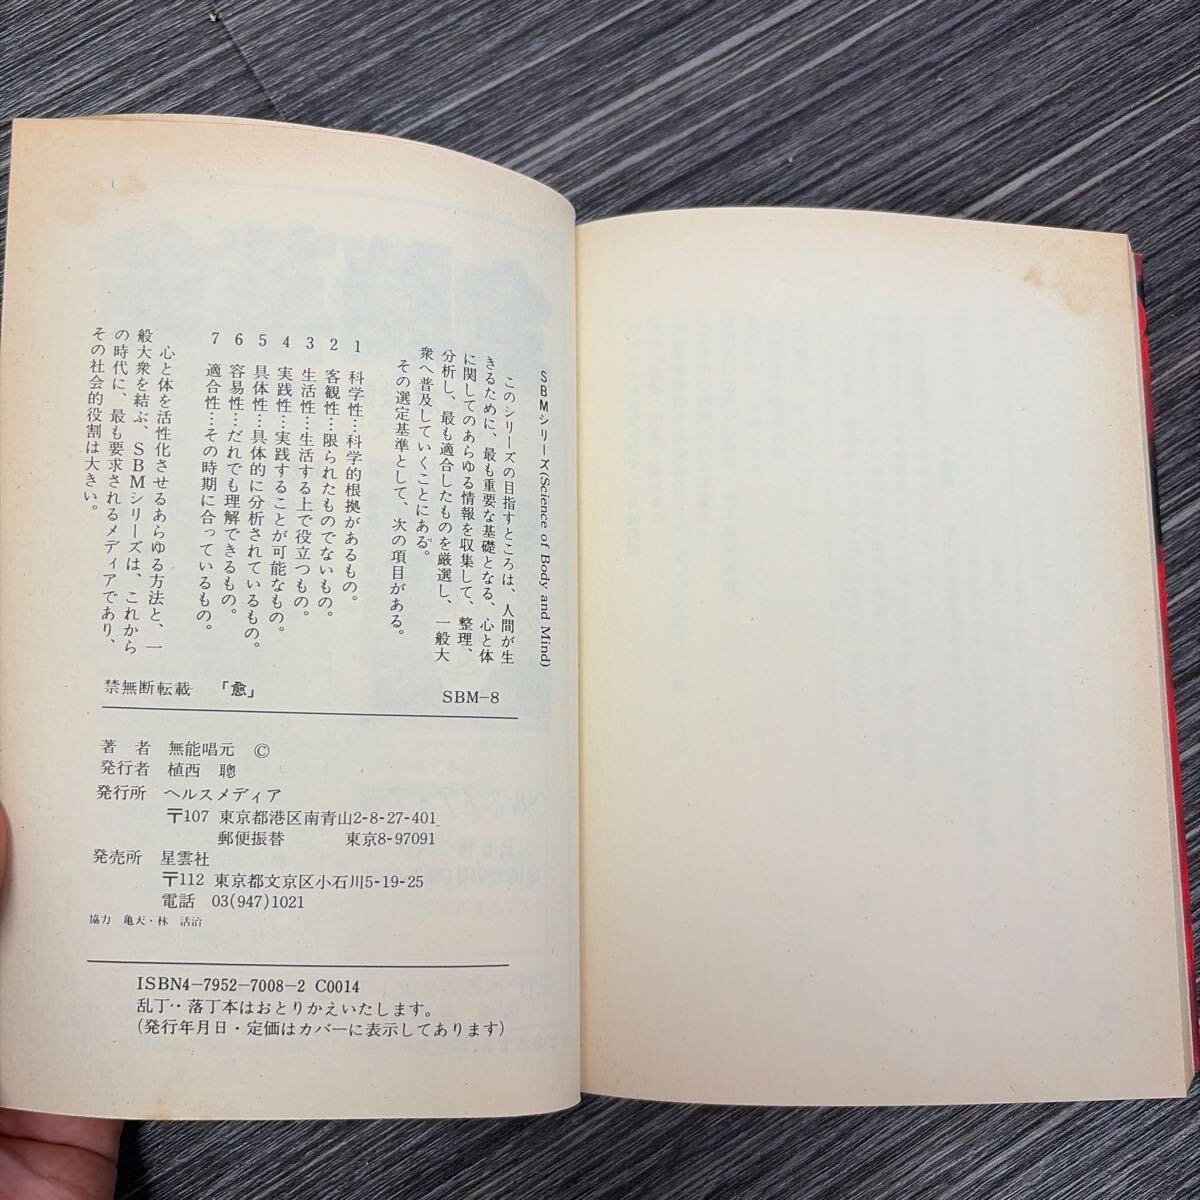 SBMシリーズ(Science of Body and Mind)
このシリーズの目指すところは、人間が生
きるために、最も重要な基礎となる、心と体
に関してのあらゆる情報を収集して、整理、
分析し、最も適合したものを厳選し、一般大
衆へ普及していくことにある。
その選定基準として、次の項目がある。
1 科学性…科学的根拠があるもの。
2 客観性…限られたものでないもの。
3 生活性…生活する上で役立つもの。
4 実践性…実践することが可能なもの。
5 具体性…具体的に分析されているもの。
6 容易性…だれでも理解できるもの。
7 適合性…その時期に合っているもの。
心と体を活性化させるあらゆる方法と、一
般大衆を結ぶ、SBMシリーズは、これから
の時代に、最も要求されるメディアであり、
その社会的役割は大きい。
禁無断転載 「愈」 SBM-8
著者 無能唱元 ©
発行者 植西 聰
発行所 ヘルスメディア
〒107 東京都港区南青山2-8-27-401
郵便振替 東京8-97091
発売所 星雲社
〒112 東京都文京区小石川5-19-25
電話 03(947)1021
協力 亀天・林 活治
ISBN4-7952-7008-2 C0014
乱丁・落丁本はおとりかえいたします。
(発行年月日・定価はカバーに表示してあります)